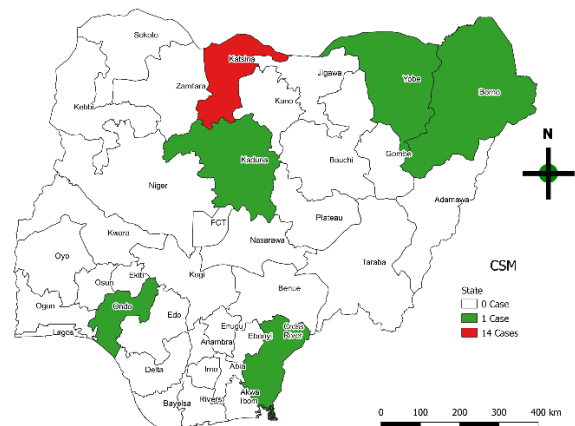 Sokoto
Katsina
Jigawa
Yobe
Borno
Zamfara
Kano
Kebbi
Kaduna
Bauchi
Gombe
N
Niger
Adamawa
FCT
Plateau
Kwara
Nasarawa
Oyo
Taraba
CSM
Osun
Ekiti
Kogi
Benue
State
0 Case
1 Case
14 Cases
Ogun
Ondo
Edo
Lagos
Enugu
Ebonyi
Cross
River
Anambra
Delta
Imo
Abia
Bayelsa
Rivers
Akwa
Ibom
0 100 200 300 400 km